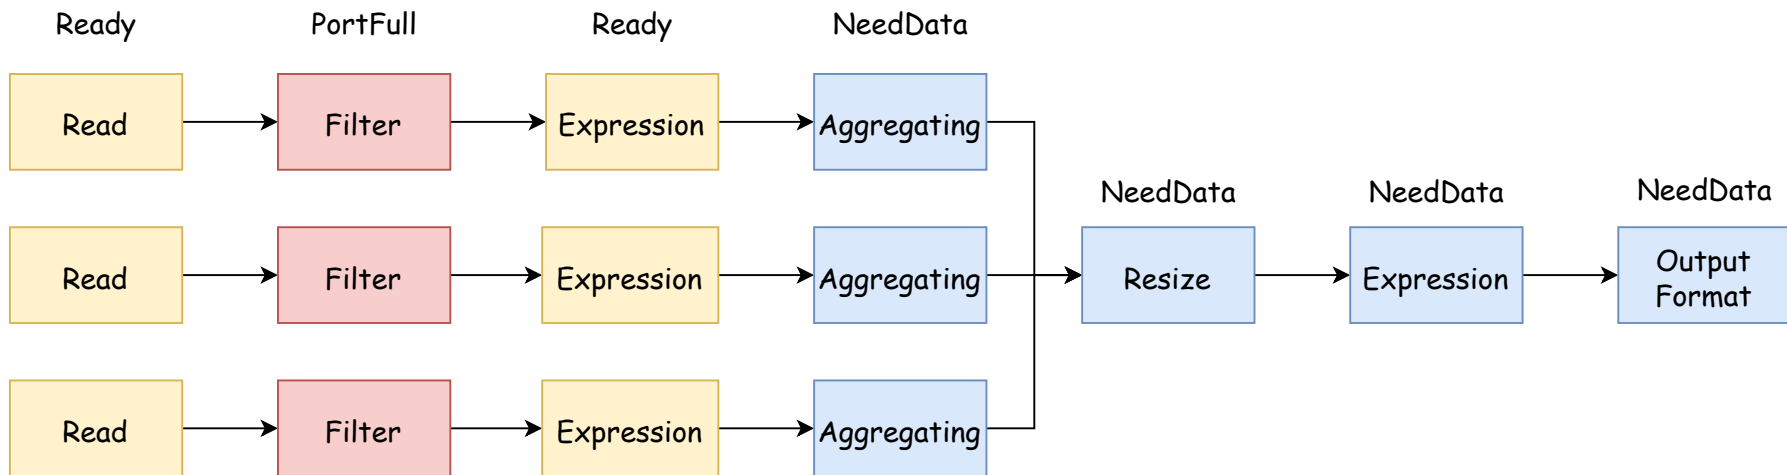 Ready
PortFull
Ready
NeedData
Read
Filter
Expression
Aggregating
NeedData
NeedData
NeedData
Read
Filter
Expression
Aggregating
Resize
Expression
Output
Format
Read
Filter
Expression
Aggregating